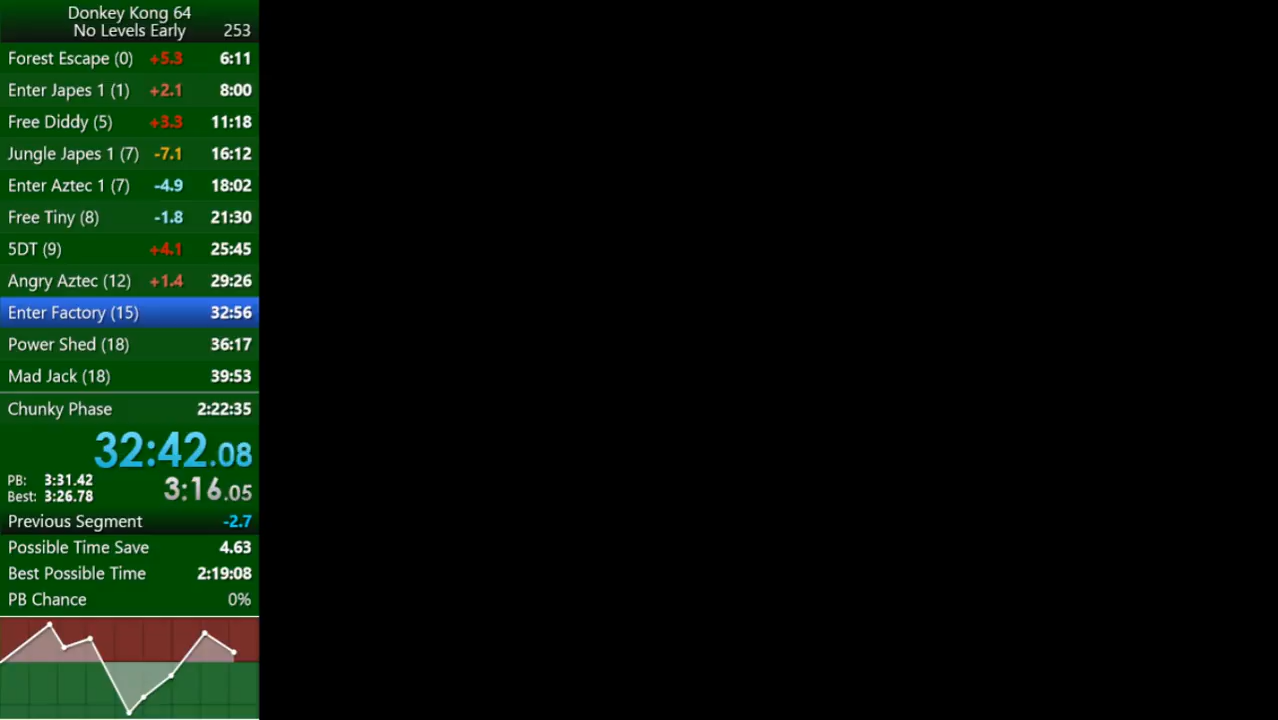 Donkey Kong 64
No Levels Early 253
Forest Escape (0) +5.3 6:11
Enter Japes 1 (1) +2.1 8:00
Free Diddy (5) +3.3 11:18
Jungle Japes 1 (7) -7.1 16:12
Enter Aztec 1 (7) -4.9 18:02
Free Tiny (8) -1.8 21:30
5DT (9) +4.1 25:45
Angry Aztec (12) +1.4 29:26
Enter Factory (15) 32:56
Power Shed (18) 36:17
Mad Jack (18) 39:53
Chunky Phase 2:22:35
32:42.08
PB: 3:31.42
Best: 3:26.78
3:16.05
Previous Segment -2.7
Possible Time Save 4.63
Best Possible Time 2:19:08
PB Chance 0%